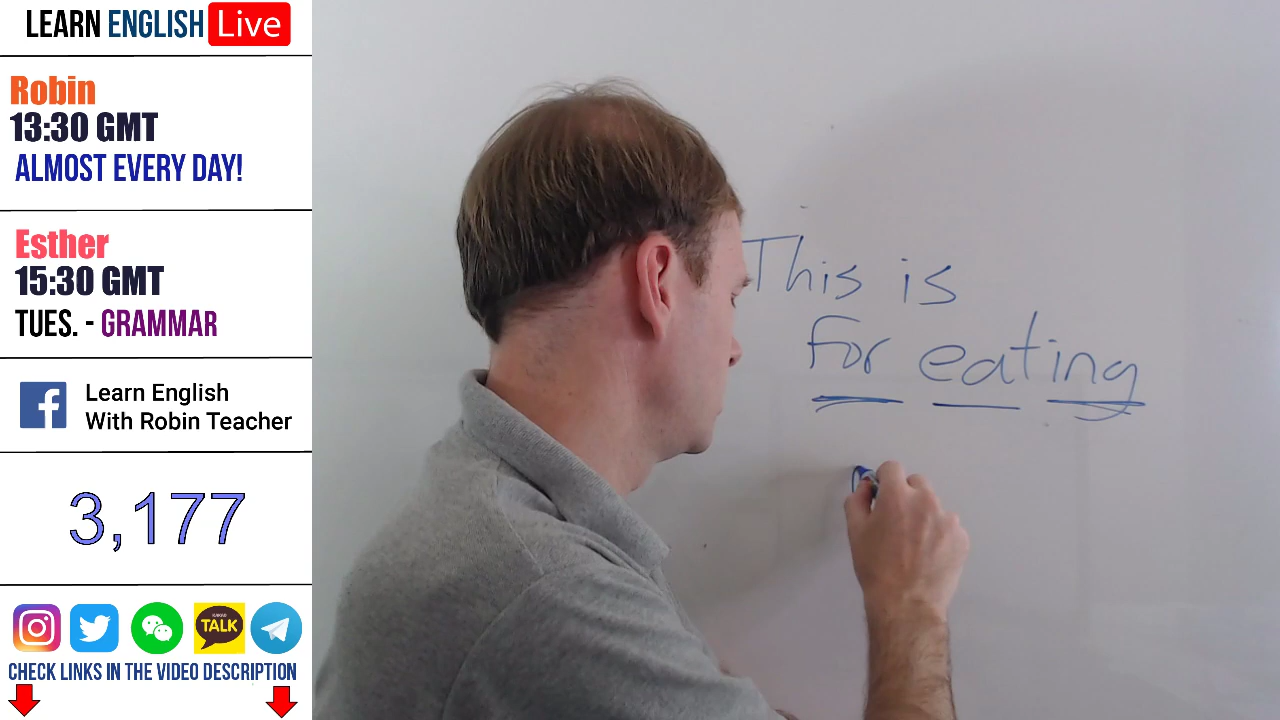 LEARN ENGLISH Live
Robin
13:30 GMT
ALMOST EVERY DAY!
Esther
15:30 GMT
TUES. - GRAMMAR
Learn English
With Robin Teacher
3,177
TALK
CHECK LINKS IN THE VIDEO DESCRIPTION
This is
for eating